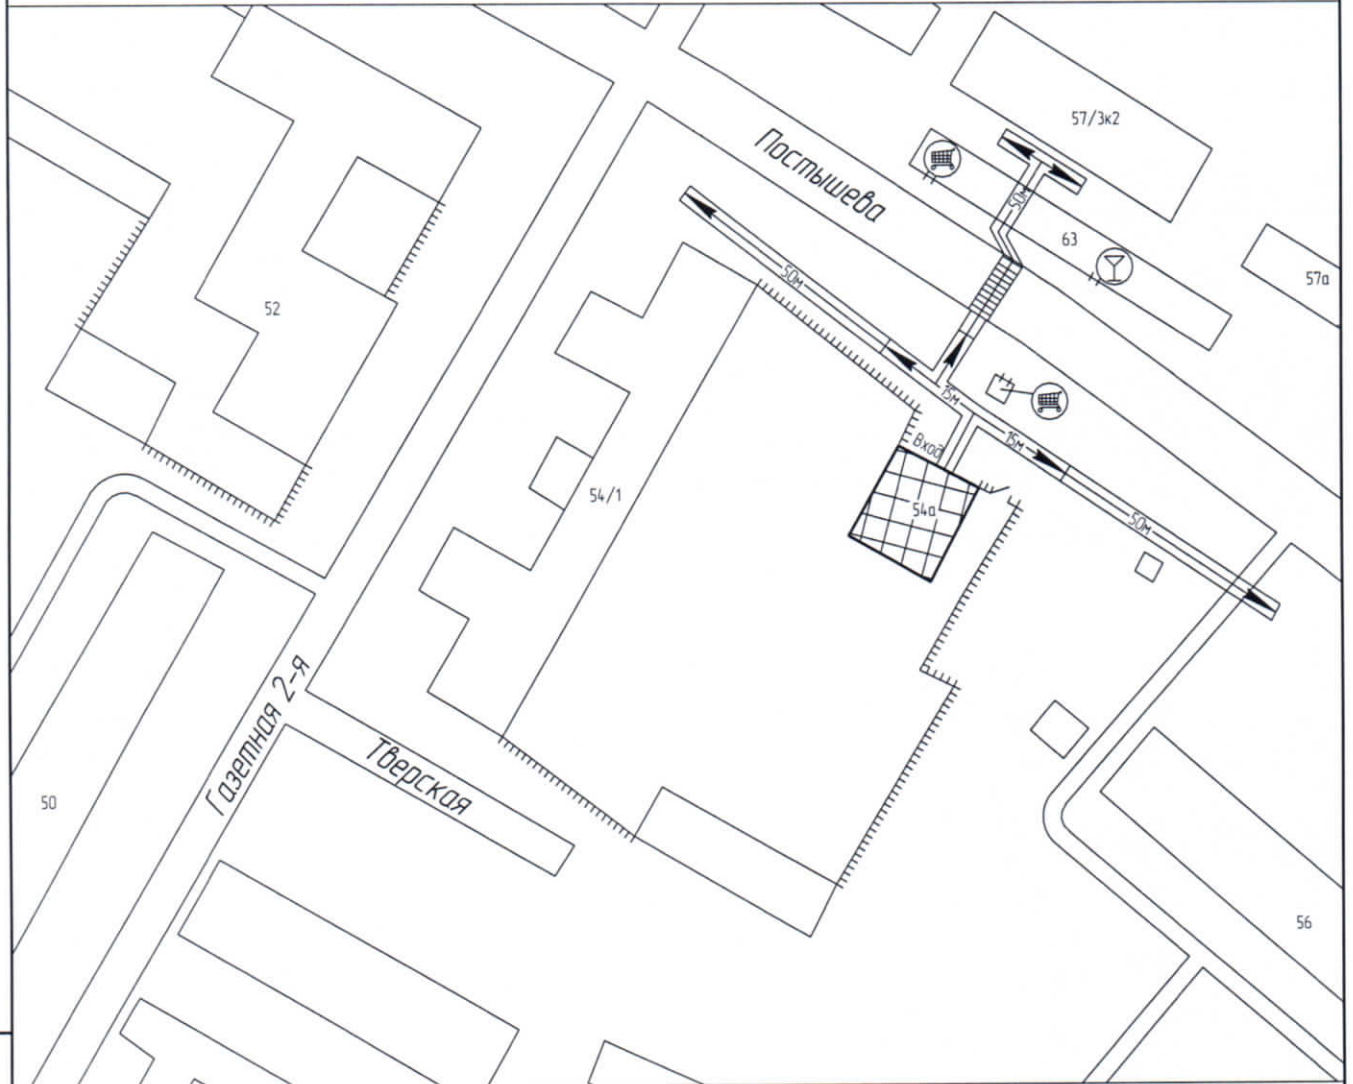 57/3к2
Постышева
50м
63
57а
50м
52
15м
15м
Вход
54/1
54а
50м
Газетная 2-я
Тверская
50
56